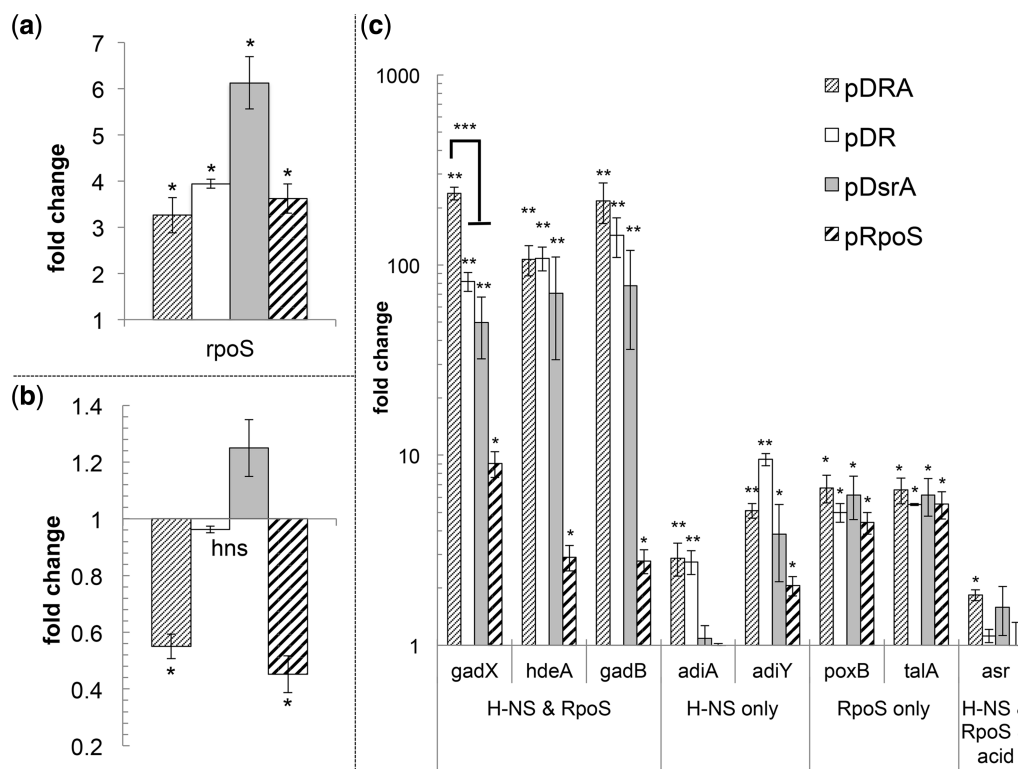 (a)
7
6
5
4
3
2
1
fold change
*
*
*
*
rpoS
(b)
1.4
1.2
1
0.8
0.6
0.4
0.2
fold change
hns
*
*
(c)
1000
100
10
1
fold change
pDRA
pDR
pDsrA
pRpoS
***
** ** ** *
** ** ** *
** ** ** *
** **
** ** * *
* * * *
* * * *
*
gadX hdeA gadB adiA adiY poxB talA asr
H-NS & RpoS H-NS only RpoS only H-NS &
RpoS
acid